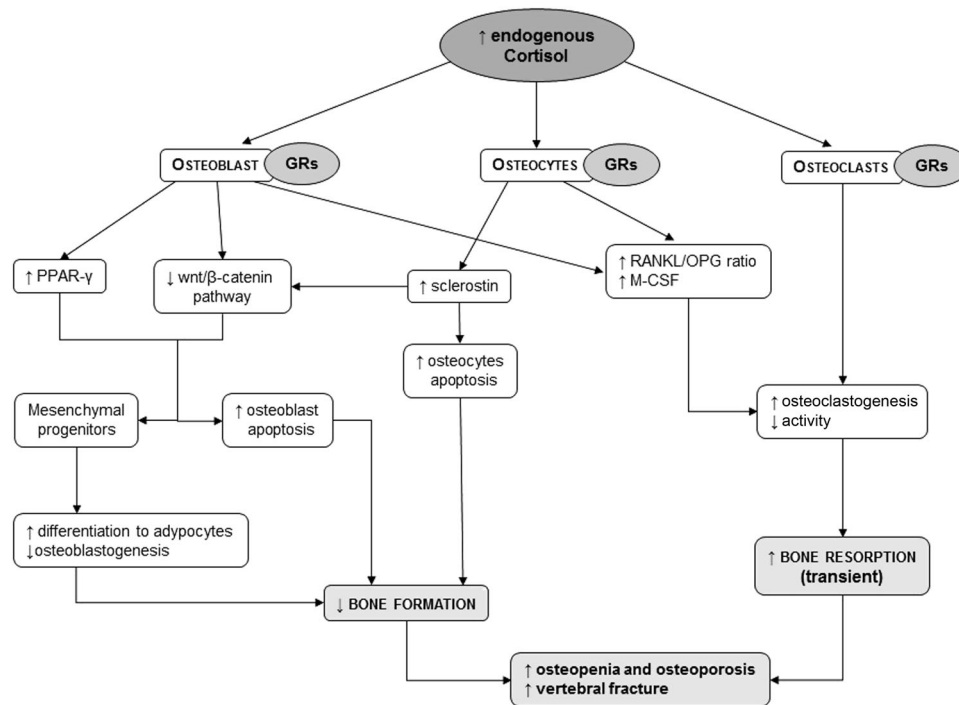 ↑ endogenous
Cortisol
OSTEOBLAST
GRs
OSTEOCYTES
GRs
OSTEOCLASTS
GRs
↑ PPAR-γ
↓ wnt/β-catenin
pathway
↑ sclerostin
↑ RANKL/OPG ratio
↑ M-CSF
↑ osteocytes
apoptosis
Mesenchymal
progenitors
↑ osteoblast
apoptosis
↑ osteoclastogenesis
↓ activity
↑ differentiation to adypocytes
↓osteoblastogenesis
↑ BONE RESORPTION
(transient)
↓ BONE FORMATION
↑ osteopenia and osteoporosis
↑ vertebral fracture